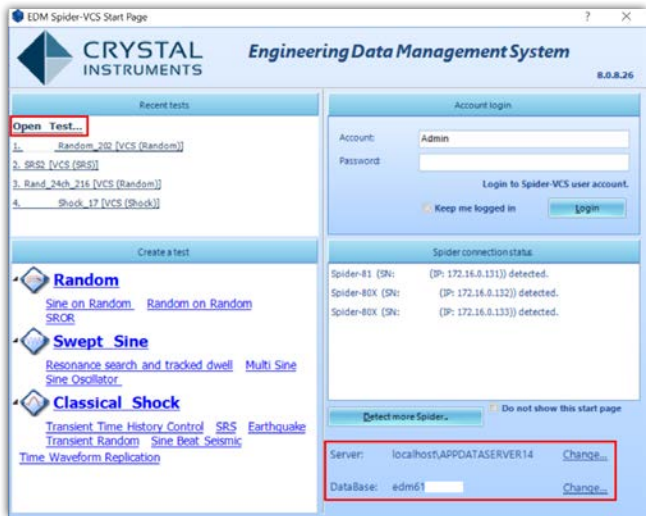 EDM Spider-VCS Start Page
CRYSTAL
INSTRUMENTS
Engineering Data Management System
8.0.8.26
Recent tests
Open Test...
1. Random_202 [VCS (Random)]
2. SRS2 [VCS (SRS)]
3. Rand_24ch_216 [VCS (Random)]
4. Shock_17 [VCS (Shock)]
Account login
Account: Admin
Password:
Login to Spider-VCS user account.
Keep me logged in Login
Create a test
Random
Sine on Random Random on Random
SROR
Swept Sine
Resonance search and tracked dwell Multi Sine
Sine Oscillator
Classical Shock
Transient Time History Control SRS Earthquake
Transient Random Sine Beat Seismic
Time Waveform Replication
Spider connection status
Spider-81 (SN: (IP: 172.16.0.131)) detected.
Spider-80X (SN: (IP: 172.16.0.132)) detected.
Spider-80X (SN: (IP: 172.16.0.133)) detected.
Detect more Spider... Do not show this start page
Server: localhost\APPDATASERVER14 Change...
DataBase: edm61 Change...